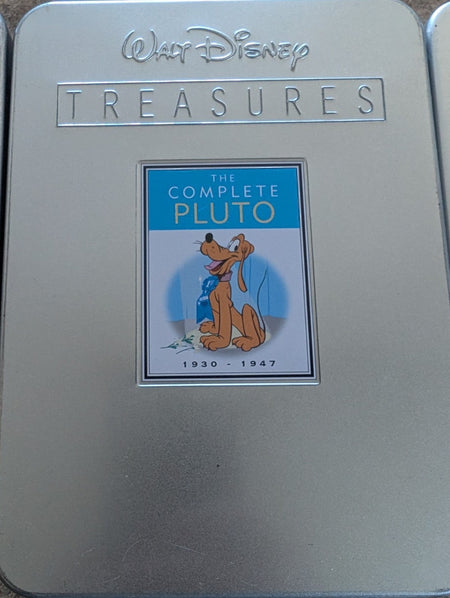 Walt Disney
TREASURES
THE
COMPLETE
PLUTO
1930 - 1947